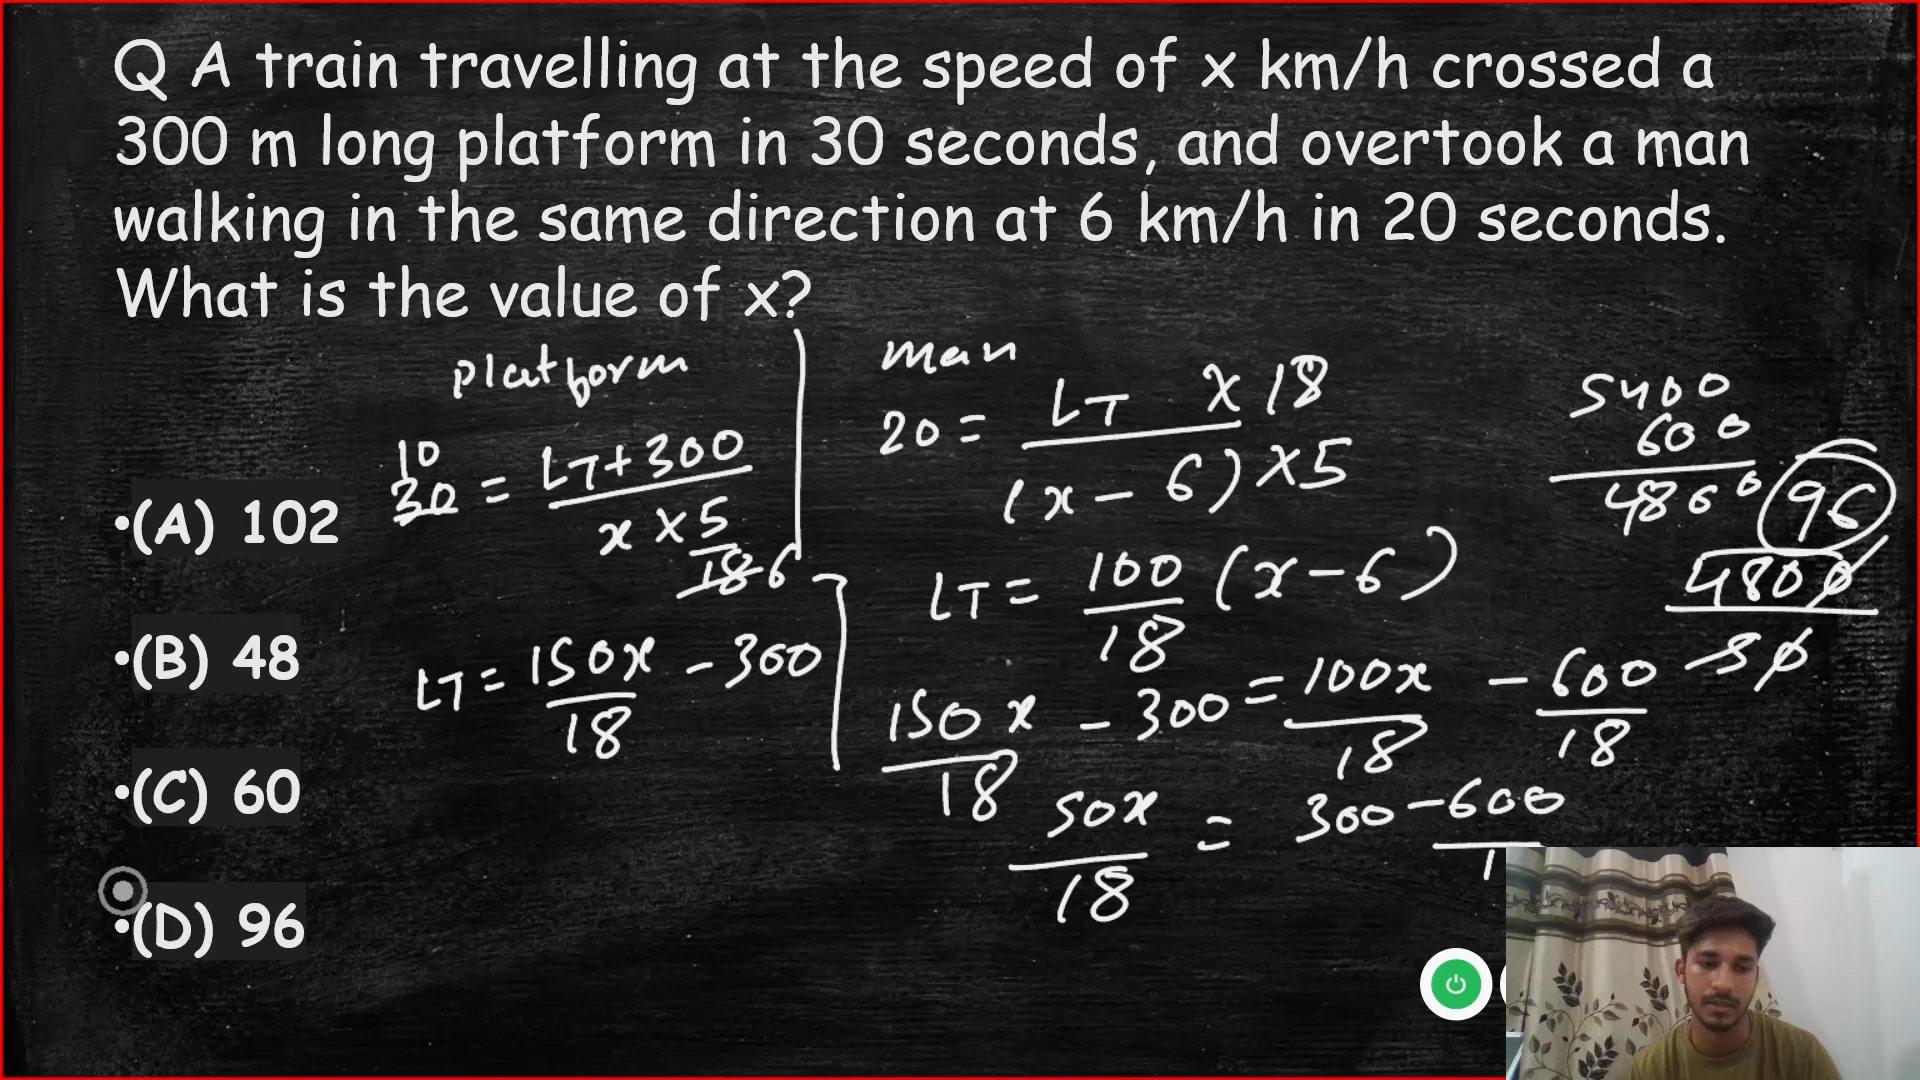 Q A train travelling at the speed of x km/h crossed a
300 m long platform in 30 seconds, and overtook a man
walking in the same direction at 6 km/h in 20 seconds.
What is the value of x?
•(A) 102
•(B) 48
•(C) 60
•(D) 96
platform
10
30 = LT+300
x × 5
18 6
LT = 150x - 300
18
man
20 = LT × 18
(x - 6) × 5
LT = 100 (x - 6)
18
150x - 300 = 100x - 600
18 18 18
50x = 300 - 600
18 1
5400
600
4800
96
4800
50